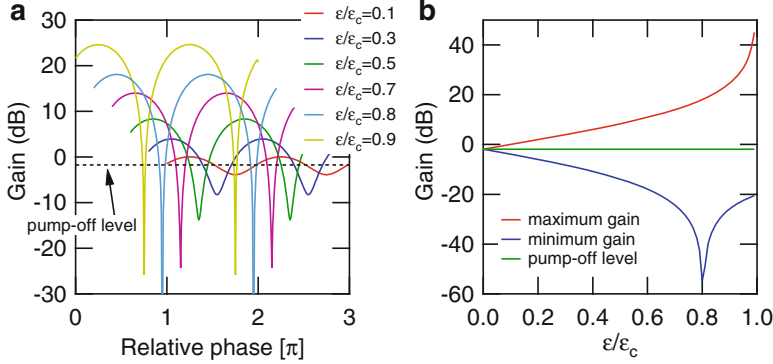 a
Gain (dB)
30
20
10
0
-10
-20
-30
pump-off level
0
1
2
3
Relative phase [π]
ε/εc=0.1
ε/εc=0.3
ε/εc=0.5
ε/εc=0.7
ε/εc=0.8
ε/εc=0.9
b
Gain (dB)
40
20
0
-20
-40
-60
maximum gain
minimum gain
pump-off level
0.0
0.2
0.4
0.6
0.8
1.0
ε/εc